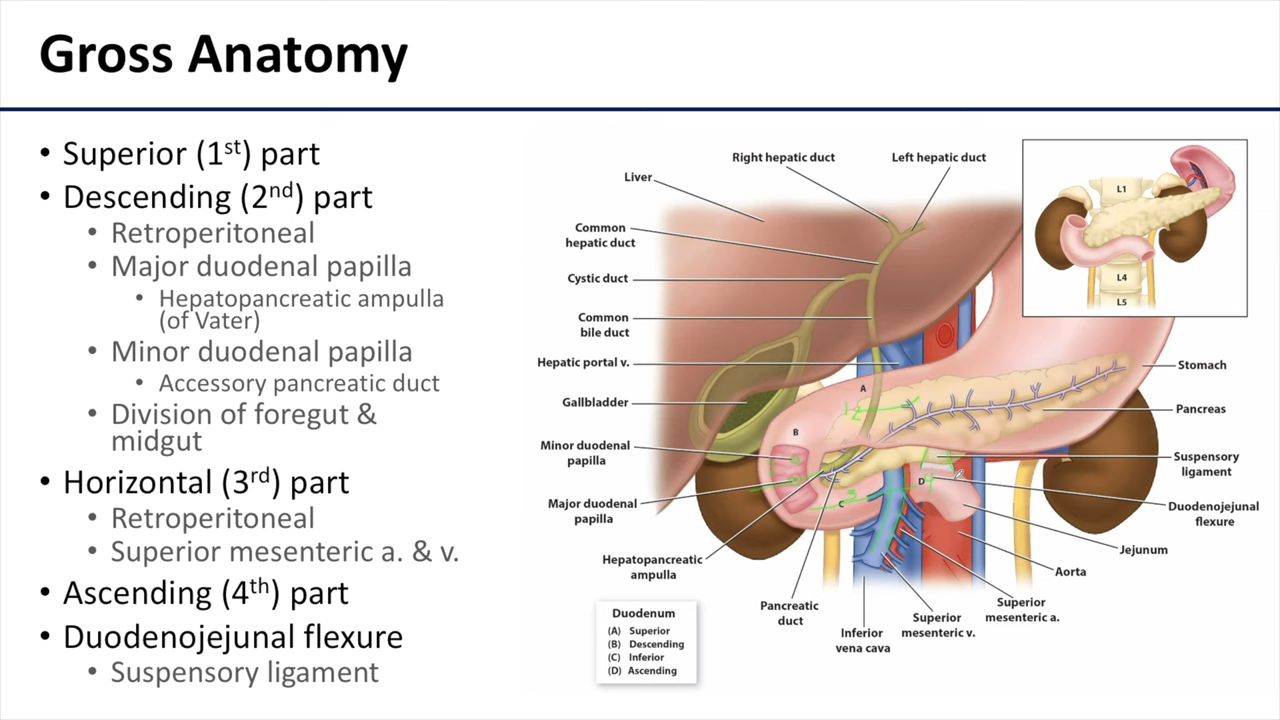 Gross Anatomy
• Superior (1st) part
• Descending (2nd) part
• Retroperitoneal
• Major duodenal papilla
• Hepatopancreatic ampulla
(of Vater)
• Minor duodenal papilla
• Accessory pancreatic duct
• Division of foregut &
midgut
• Horizontal (3rd) part
• Retroperitoneal
• Superior mesenteric a. & v.
• Ascending (4th) part
• Duodenojejunal flexure
• Suspensory ligament
Right hepatic duct
Left hepatic duct
Liver
Common
hepatic duct
Cystic duct
Common
bile duct
Hepatic portal v.
Gallbladder
Minor duodenal
papilla
Major duodenal
papilla
Hepatopancreatic
ampulla
Pancreatic
duct
Inferior
vena cava
Superior
mesenteric v.
Superior
mesenteric a.
Aorta
Jejunum
Duodenojejunal
flexure
Suspensory
ligament
Pancreas
Stomach
A
B
C
D
L1
L4
L5
Duodenum
(A) Superior
(B) Descending
(C) Inferior
(D) Ascending